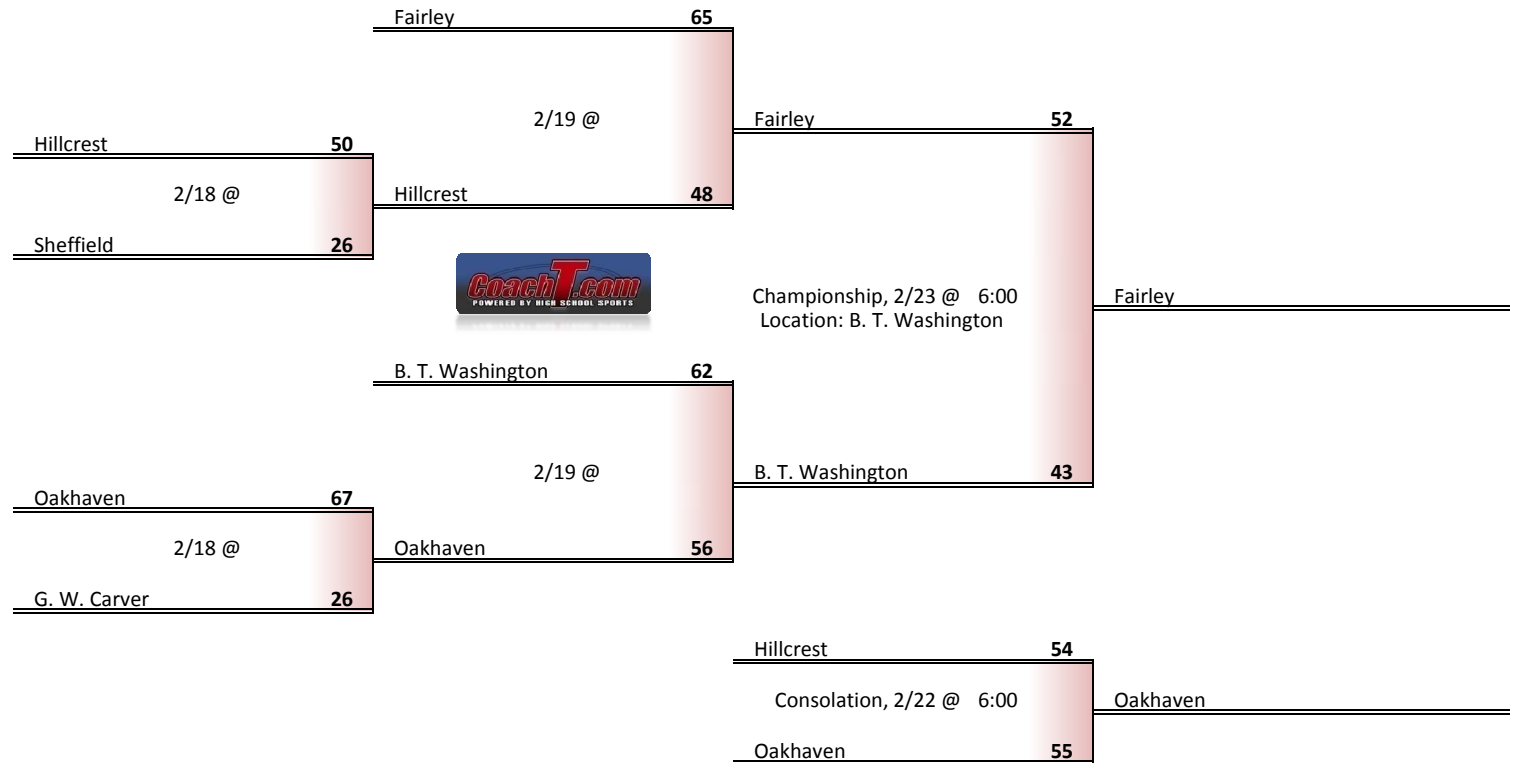 Fairley 65
2/19 @
Fairley 52
Hillcrest 50
2/18 @
Hillcrest 48
Sheffield 26
CoachT.com
POWERED BY HIGH SCHOOL SPORTS
Championship, 2/23 @ 6:00
Location: B. T. Washington
Fairley
B. T. Washington 62
2/19 @
B. T. Washington 43
Oakhaven 67
2/18 @
Oakhaven 56
G. W. Carver 26
Hillcrest 54
Consolation, 2/22 @ 6:00
Oakhaven
Oakhaven 55